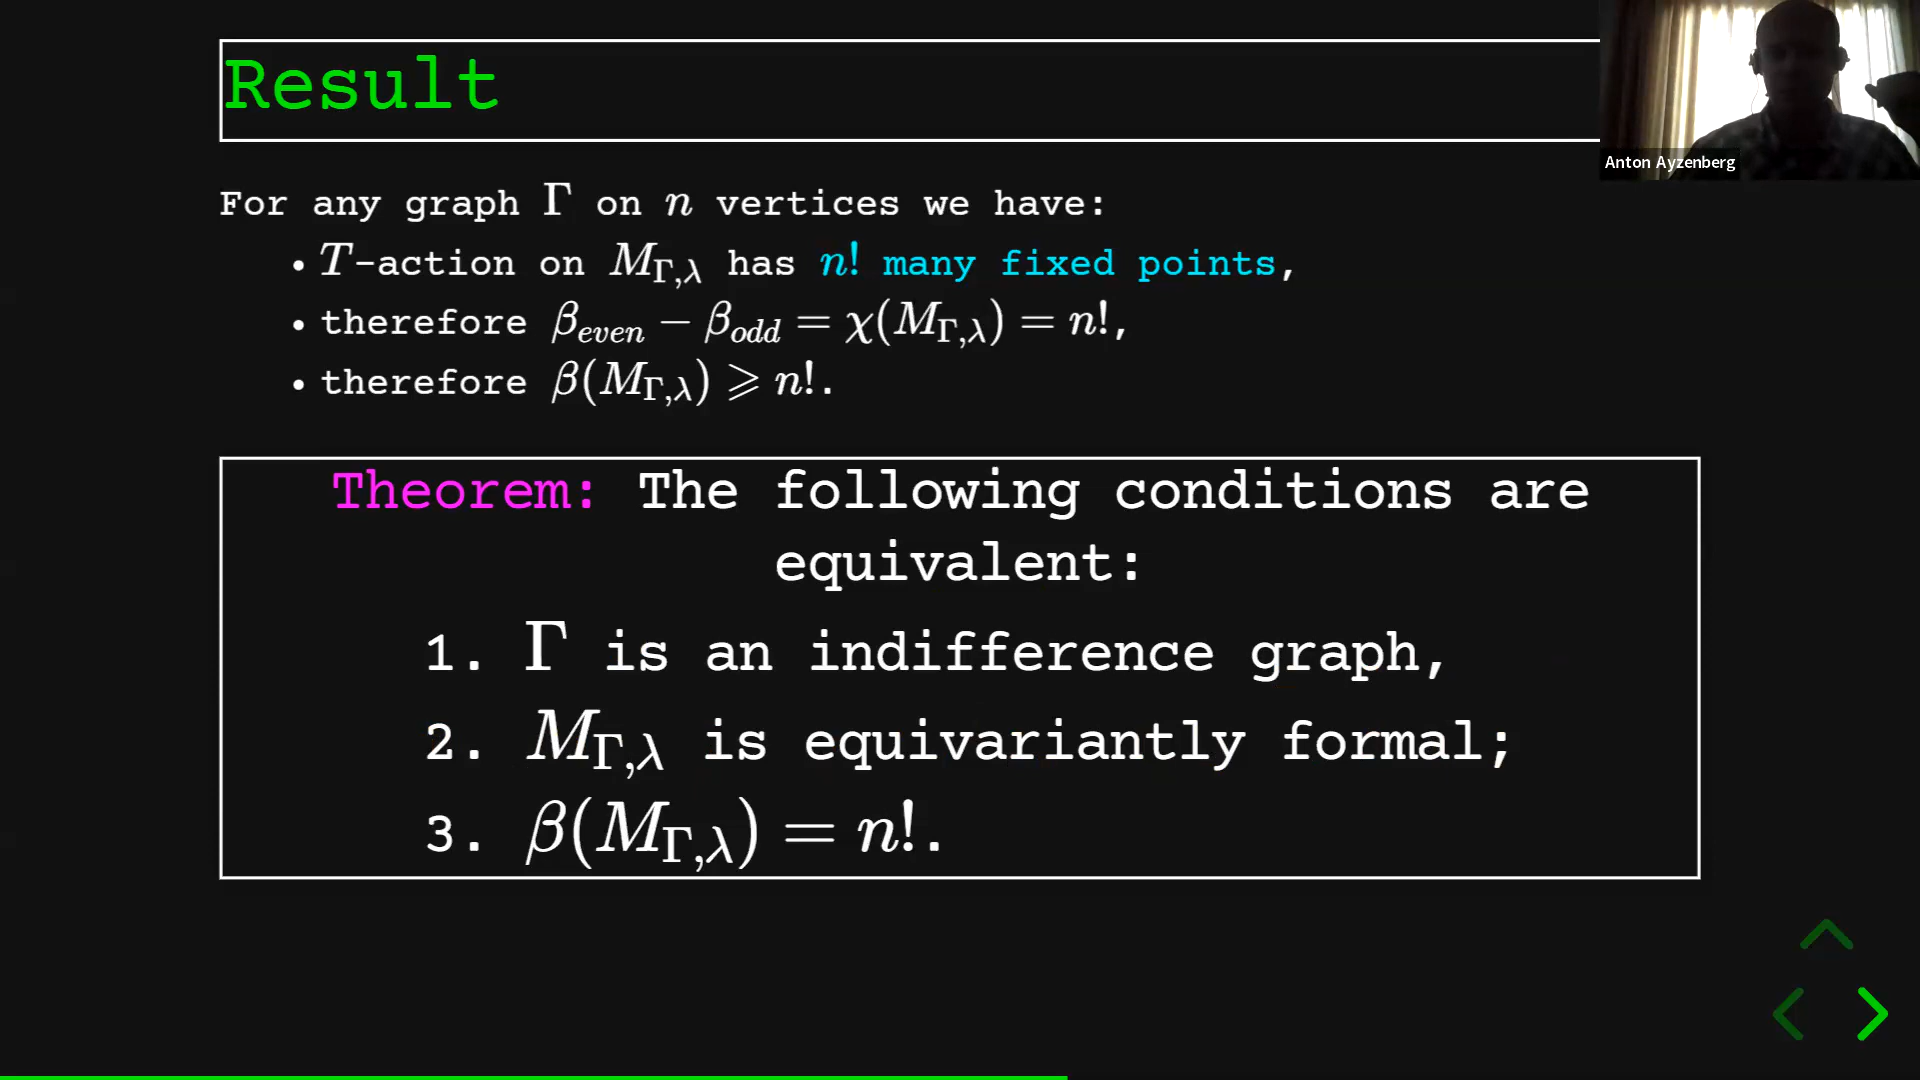 Result
Anton Ayzenberg
For any graph Γ on n vertices we have:
• T-action on M_{Γ,λ} has n! many fixed points,
• therefore β_{even} − β_{odd} = χ(M_{Γ,λ}) = n!,
• therefore β(M_{Γ,λ}) ⩾ n!.
Theorem: The following conditions are
equivalent:
1. Γ is an indifference graph,
2. M_{Γ,λ} is equivariantly formal;
3. β(M_{Γ,λ}) = n!.